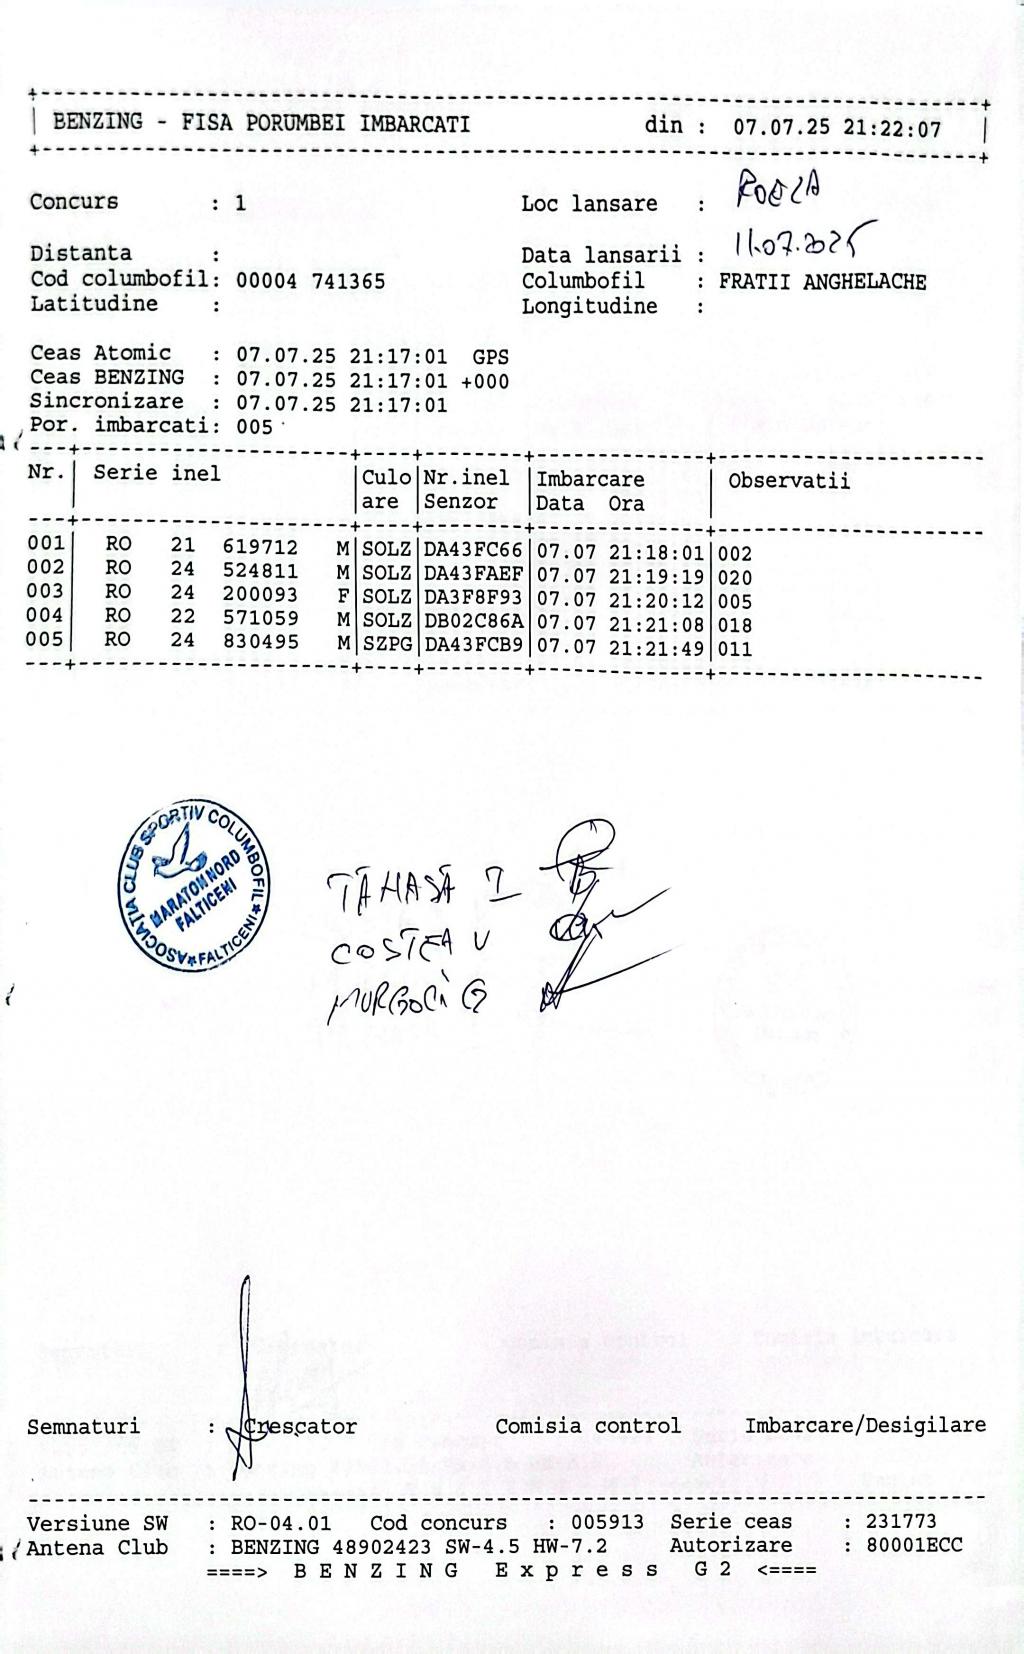 BENZING - FISA PORUMBEI IMBARCATI din : 07.07.25 21:22:07
Concurs : 1 Loc lansare :
Distanta : Data lansarii : 11.07.2025
Cod columbofil: 00004 741365 Columbofil : FRATII ANGHELACHE
Latitudine : Longitudine :
Ceas Atomic : 07.07.25 21:17:01 GPS
Ceas BENZING : 07.07.25 21:17:01 +000
Sincronizare : 07.07.25 21:17:01
Por. imbarcati: 005
Nr. Serie inel Culo Nr.inel Imbarcare Observatii
are Senzor Data Ora
001 RO 21 619712 M SOLZ DA43FC66 07.07 21:18:01 002
002 RO 24 524811 M SOLZ DA43FAEF 07.07 21:19:19 020
003 RO 24 200093 F SOLZ DA3F8F93 07.07 21:20:12 005
004 RO 22 571059 M SOLZ DB02C86A 07.07 21:21:08 018
005 RO 24 830495 M SZPG DA43FCB9 07.07 21:21:49 011
ASOCIAȚIA CLUB SPORTIV COLUMBOFIL
MARATON NORD
FALTICENI
FALTICENI
TĂHASĂ I
COSTEA V
MURGOCI G
Semnaturi : Crescator Comisia control Imbarcare/Desigilare
Versiune SW : RO-04.01 Cod concurs : 005913 Serie ceas : 231773
Antena Club : BENZING 48902423 SW-4.5 HW-7.2 Autorizare : 80001ECC
====> B E N Z I N G E x p r e s s G 2 <====